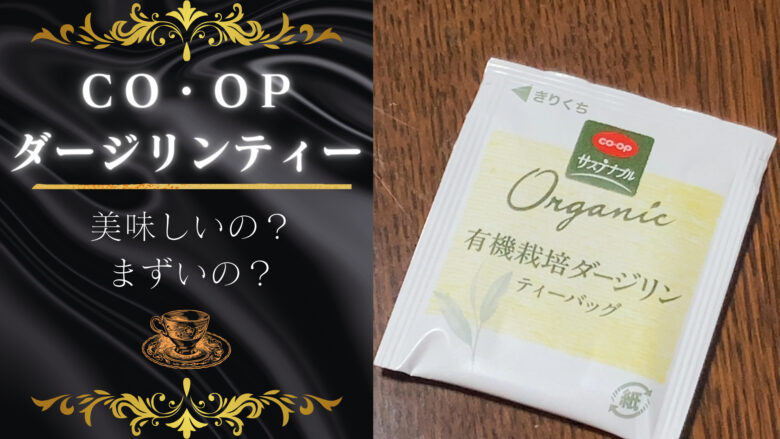 CO・OP
ダージリンティー
美味しいの？
まずいの？
きりくち
CO・OP
サステナブル
Organic
有機栽培ダージリン
ティーバッグ
紙